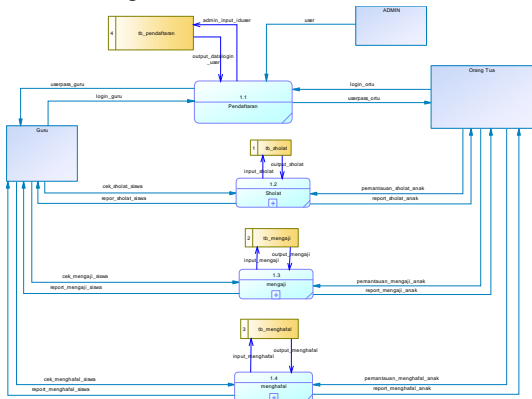 ADMIN
admin_input_iduser
user
4
tb_pendaftaran
output_datalogin
_user
userpass_guru
login_ortu
Orang Tua
1.1
Pendaftaran
login_guru
userpass_ortu
Guru
1
tb_sholat
output_sholat
input_sholat
1.2
Sholat
cek_sholat_siswa
pemantauan_sholat_anak
repor_sholat_siswa
report_sholat_anak
2
tb_mengaji
output_mengaji
input_mengaji
1.3
mengaji
cek_mengaji_siswa
pemantauan_mengaji_anak
report_mengaji_siswa
report_mengaji_anak
3
tb_menghafal
output_menghafal
input_menghafal
1.4
menghafal
cek_menghafal_siswa
pemantauan_menghafal_anak
report_menghafal_siswa
report_menghafal_anak